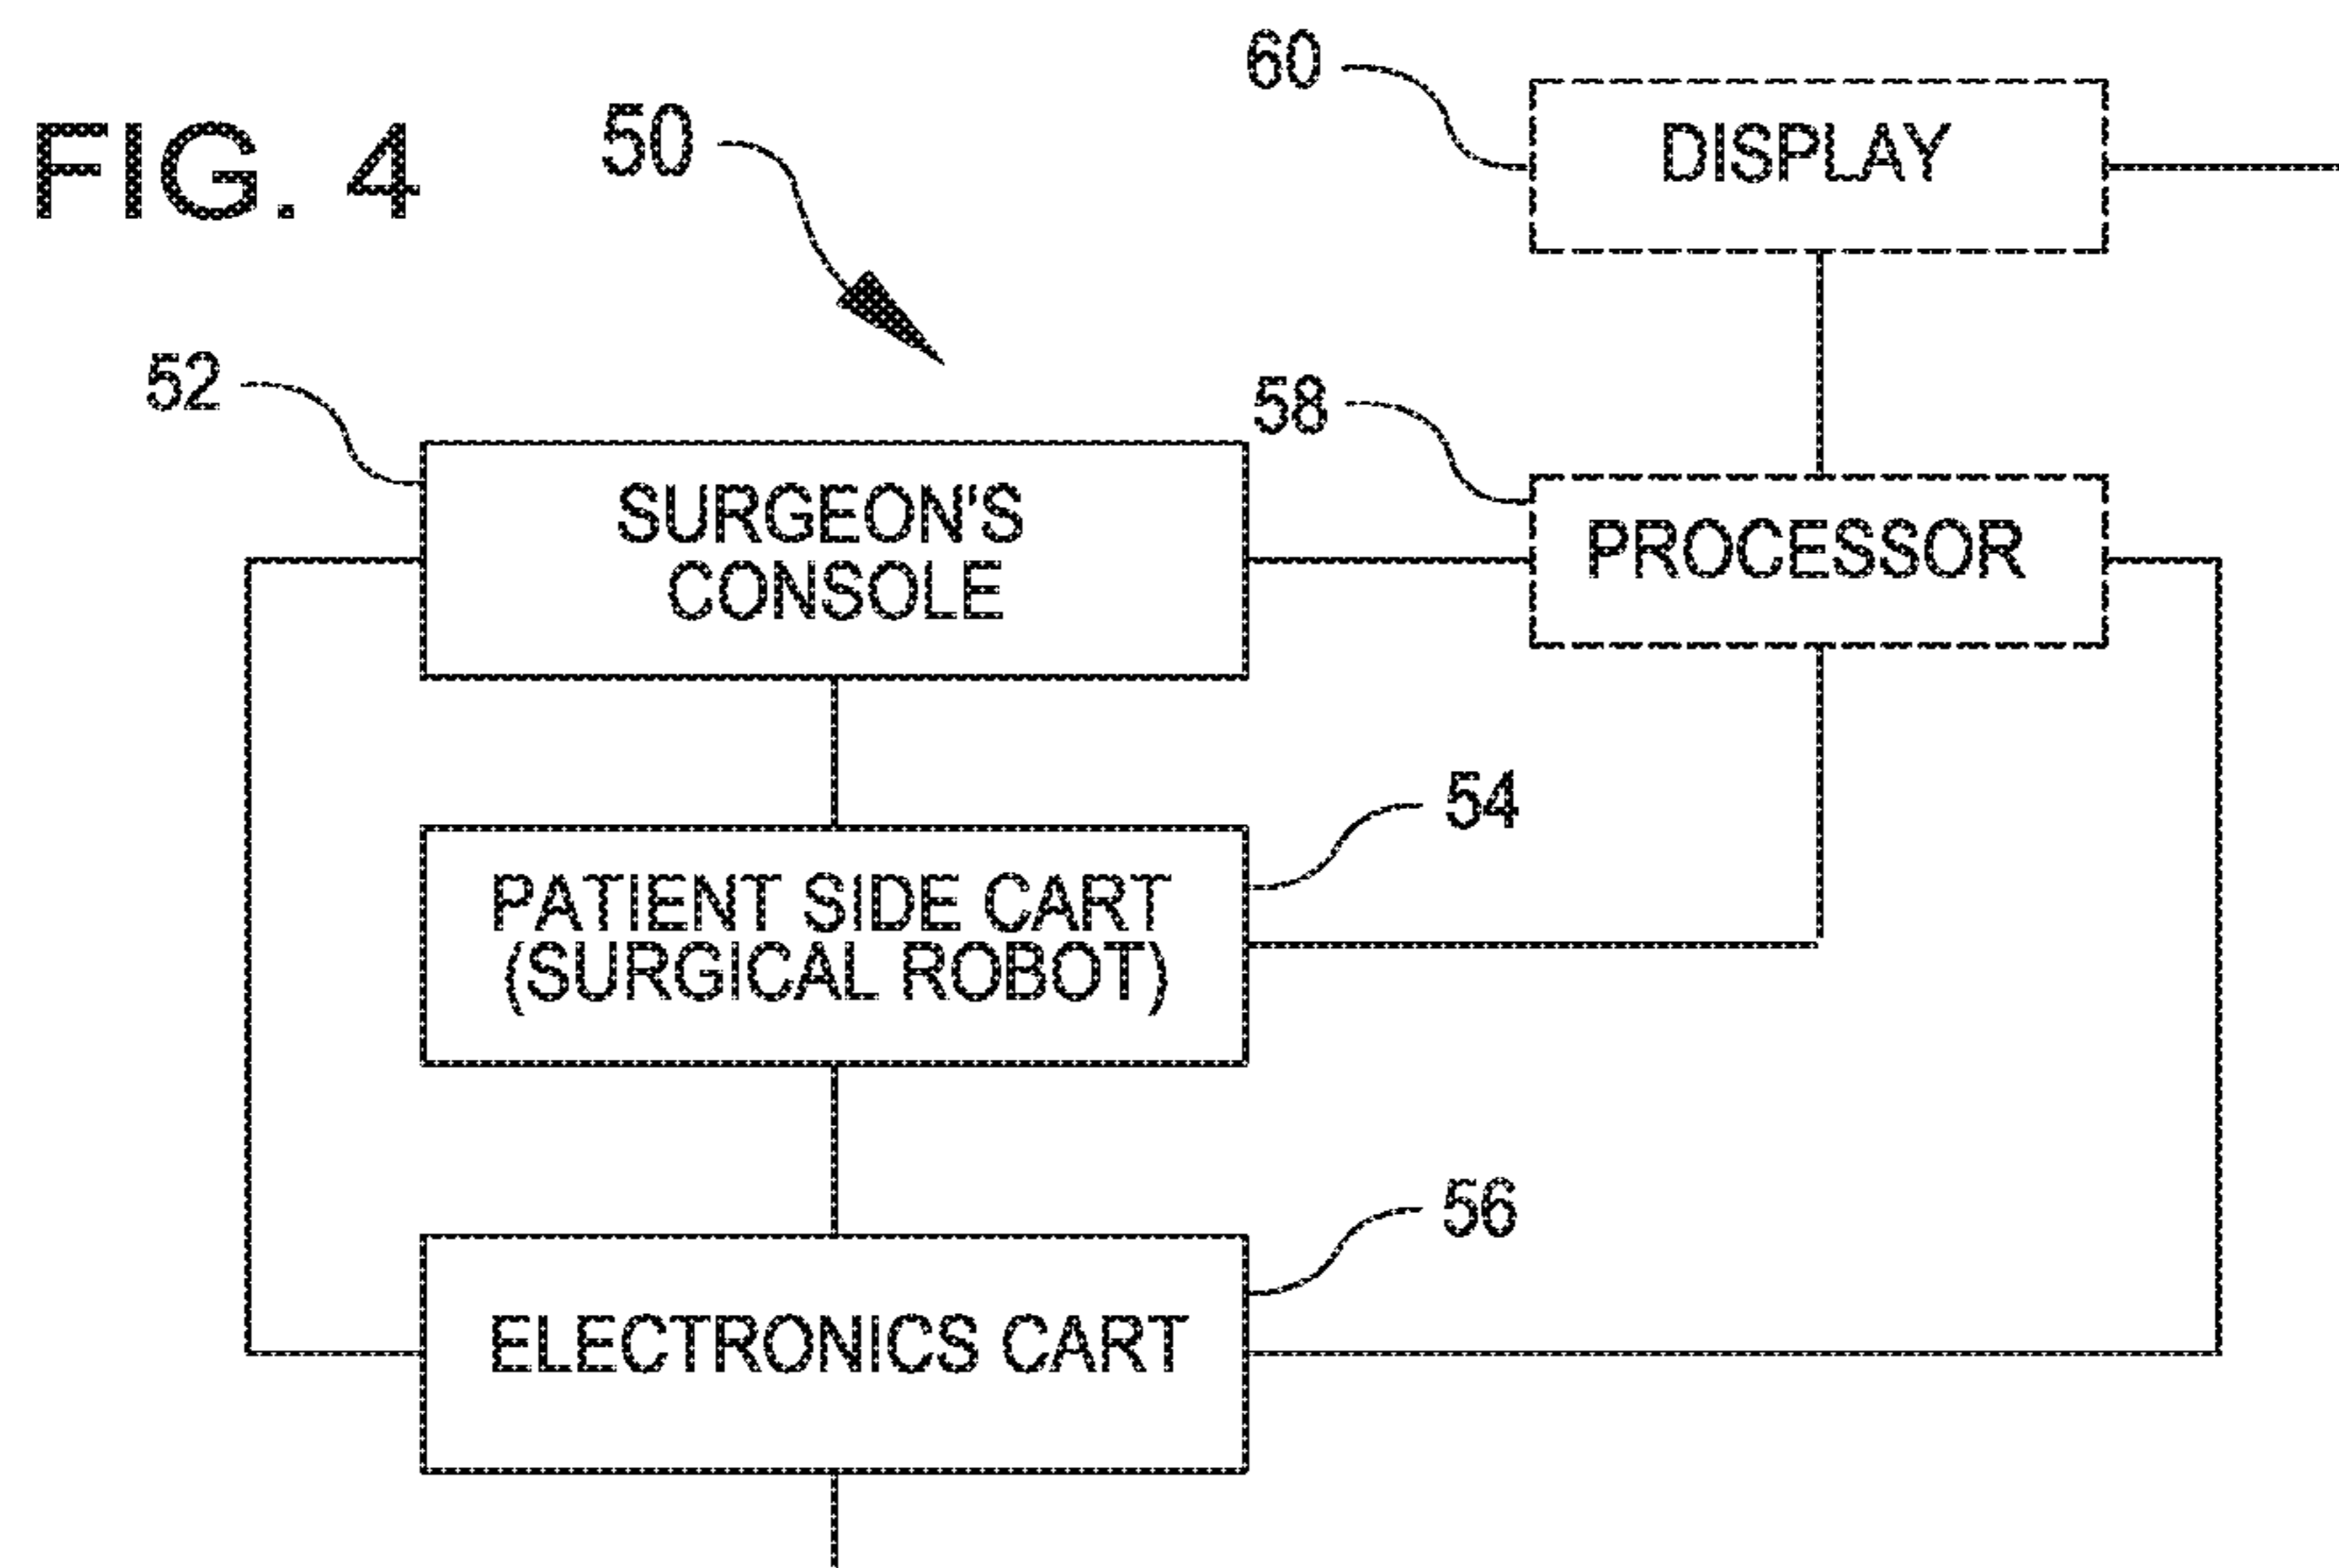 FIG. 4
50
60
DISPLAY
52
58
SURGEON'S
CONSOLE
PROCESSOR
54
PATIENT SIDE CART
(SURGICAL ROBOT)
56
ELECTRONICS CART